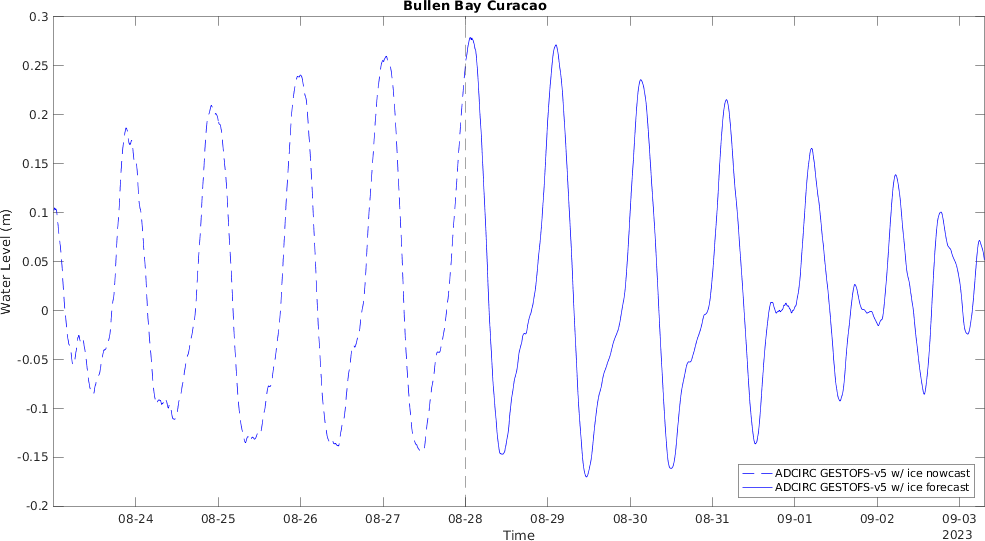 Bullen Bay Curacao
0.3
0.25
0.2
0.15
0.1
0.05
0
-0.05
-0.1
-0.15
-0.2
Water Level (m)
ADCIRC GESTOFS-v5 w/ ice nowcast
ADCIRC GESTOFS-v5 w/ ice forecast
08-24 08-25 08-26 08-27 08-28 08-29 08-30 08-31 09-01 09-02 09-03
Time 2023